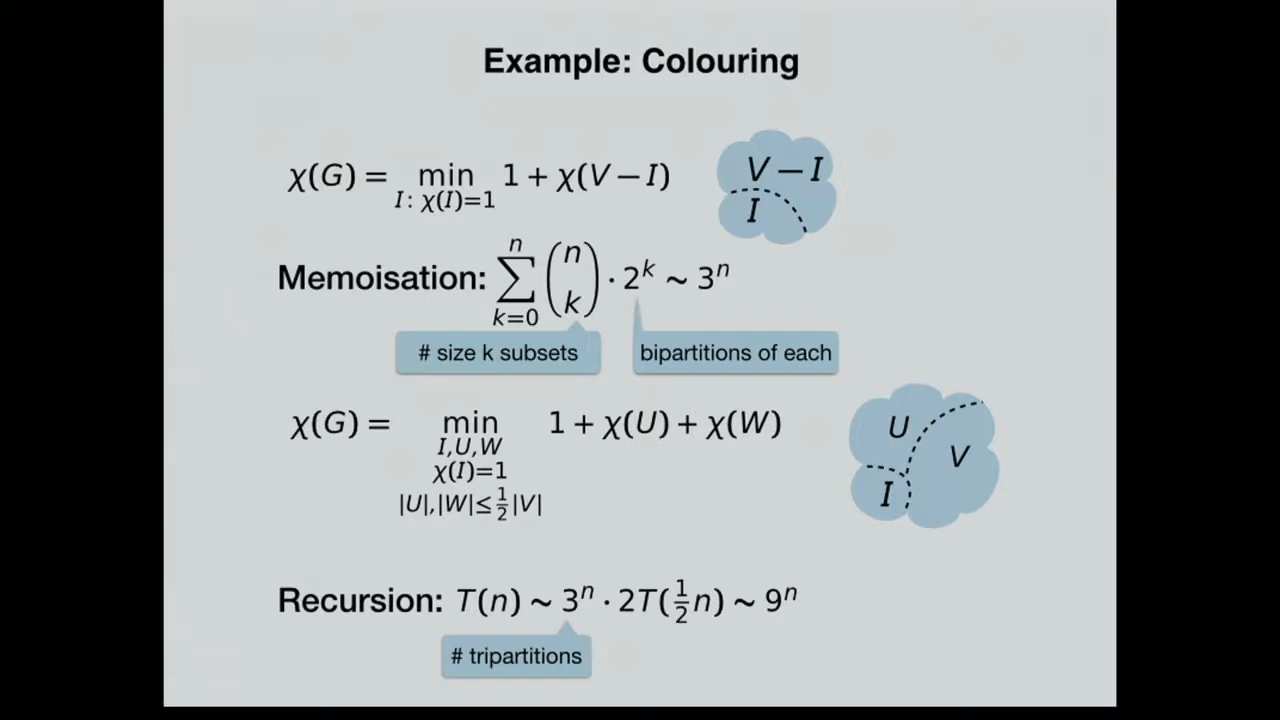 Example: Colouring
χ(G) = min 1 + χ(V − I)
I: χ(I)=1
V − I
I
Memoisation: ∑ (n k) · 2^k ~ 3^n
n
k=0
# size k subsets
bipartitions of each
χ(G) = min 1 + χ(U) + χ(W)
I,U,W
χ(I)=1
|U|,|W|≤½|V|
U
V
I
Recursion: T(n) ~ 3^n · 2T(½n) ~ 9^n
# tripartitions